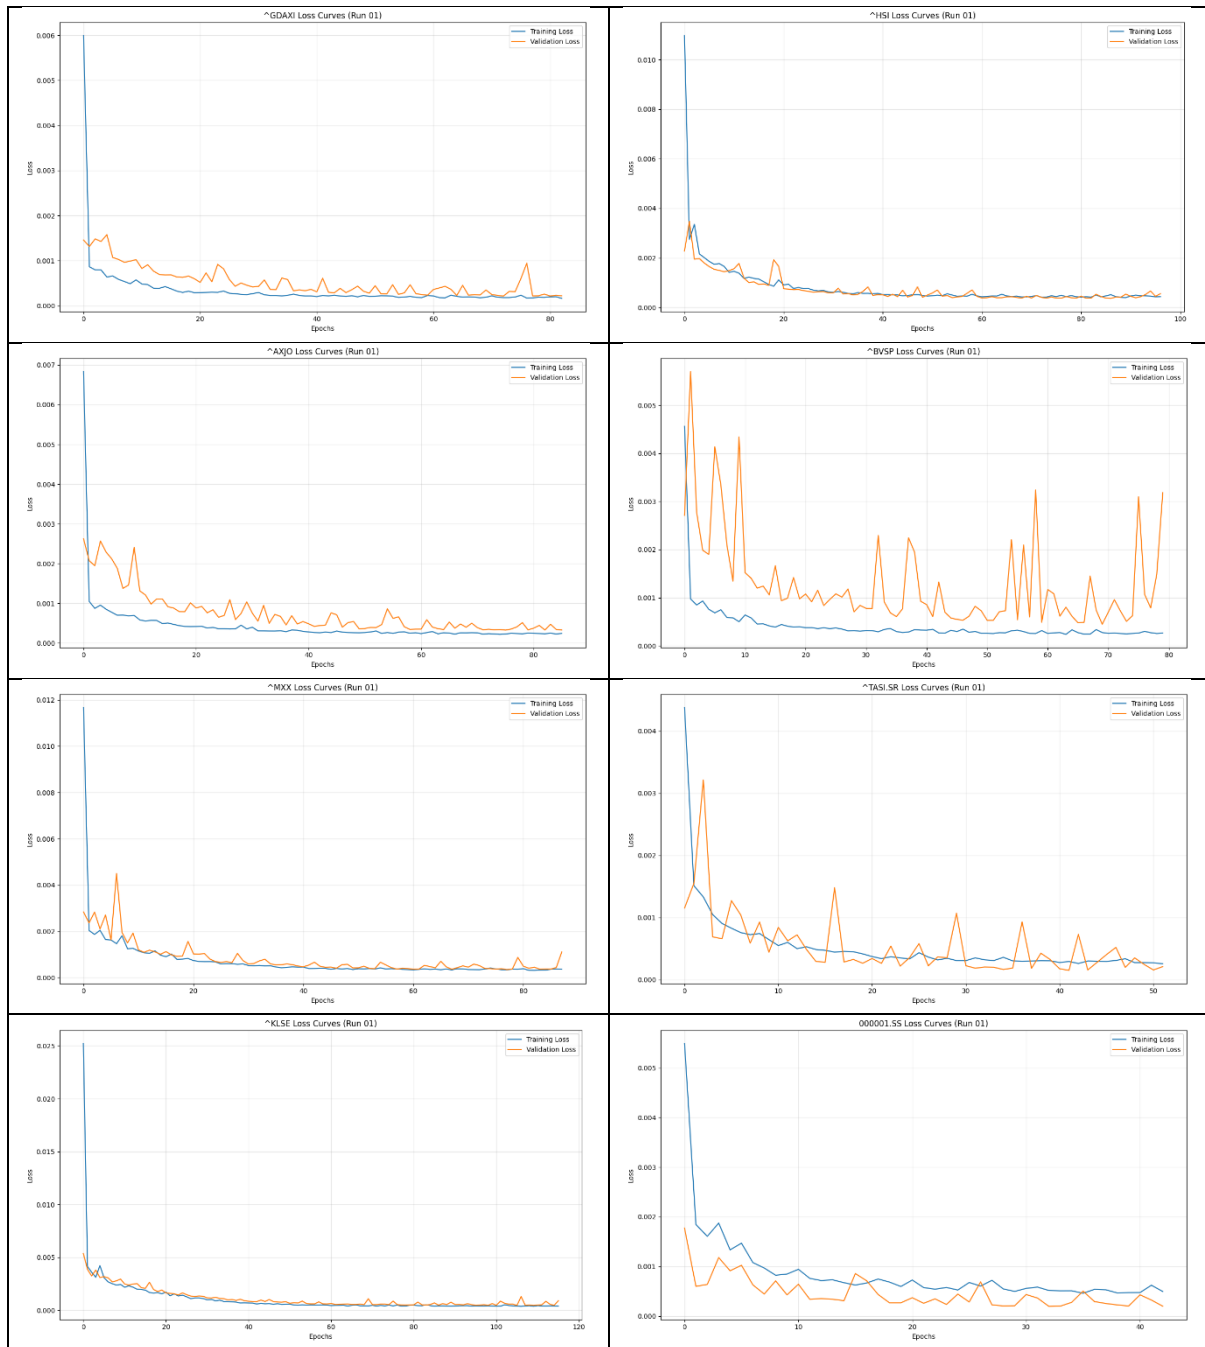 ^GDAXI Loss Curves (Run 01)
Training Loss
Validation Loss
0.006
0.005
0.004
0.003
0.002
0.001
0.000
Loss
0 20 40 60 80
Epochs
^HSI Loss Curves (Run 01)
Training Loss
Validation Loss
0.010
0.008
0.006
0.004
0.002
0.000
Loss
0 20 40 60 80 100
Epochs
^AXJO Loss Curves (Run 01)
Training Loss
Validation Loss
0.007
0.006
0.005
0.004
0.003
0.002
0.001
0.000
Loss
0 20 40 60 80
Epochs
^BVSP Loss Curves (Run 01)
Training Loss
Validation Loss
0.005
0.004
0.003
0.002
0.001
0.000
Loss
0 10 20 30 40 50 60 70 80
Epochs
^MXX Loss Curves (Run 01)
Training Loss
Validation Loss
0.012
0.010
0.008
0.006
0.004
0.002
0.000
Loss
0 20 40 60 80
Epochs
^TASI.SR Loss Curves (Run 01)
Training Loss
Validation Loss
0.004
0.003
0.002
0.001
0.000
Loss
0 10 20 30 40 50
Epochs
^KLSE Loss Curves (Run 01)
Training Loss
Validation Loss
0.025
0.020
0.015
0.010
0.005
0.000
Loss
0 20 40 60 80 100 120
Epochs
000001.SS Loss Curves (Run 01)
Training Loss
Validation Loss
0.005
0.004
0.003
0.002
0.001
0.000
Loss
0 10 20 30 40
Epochs